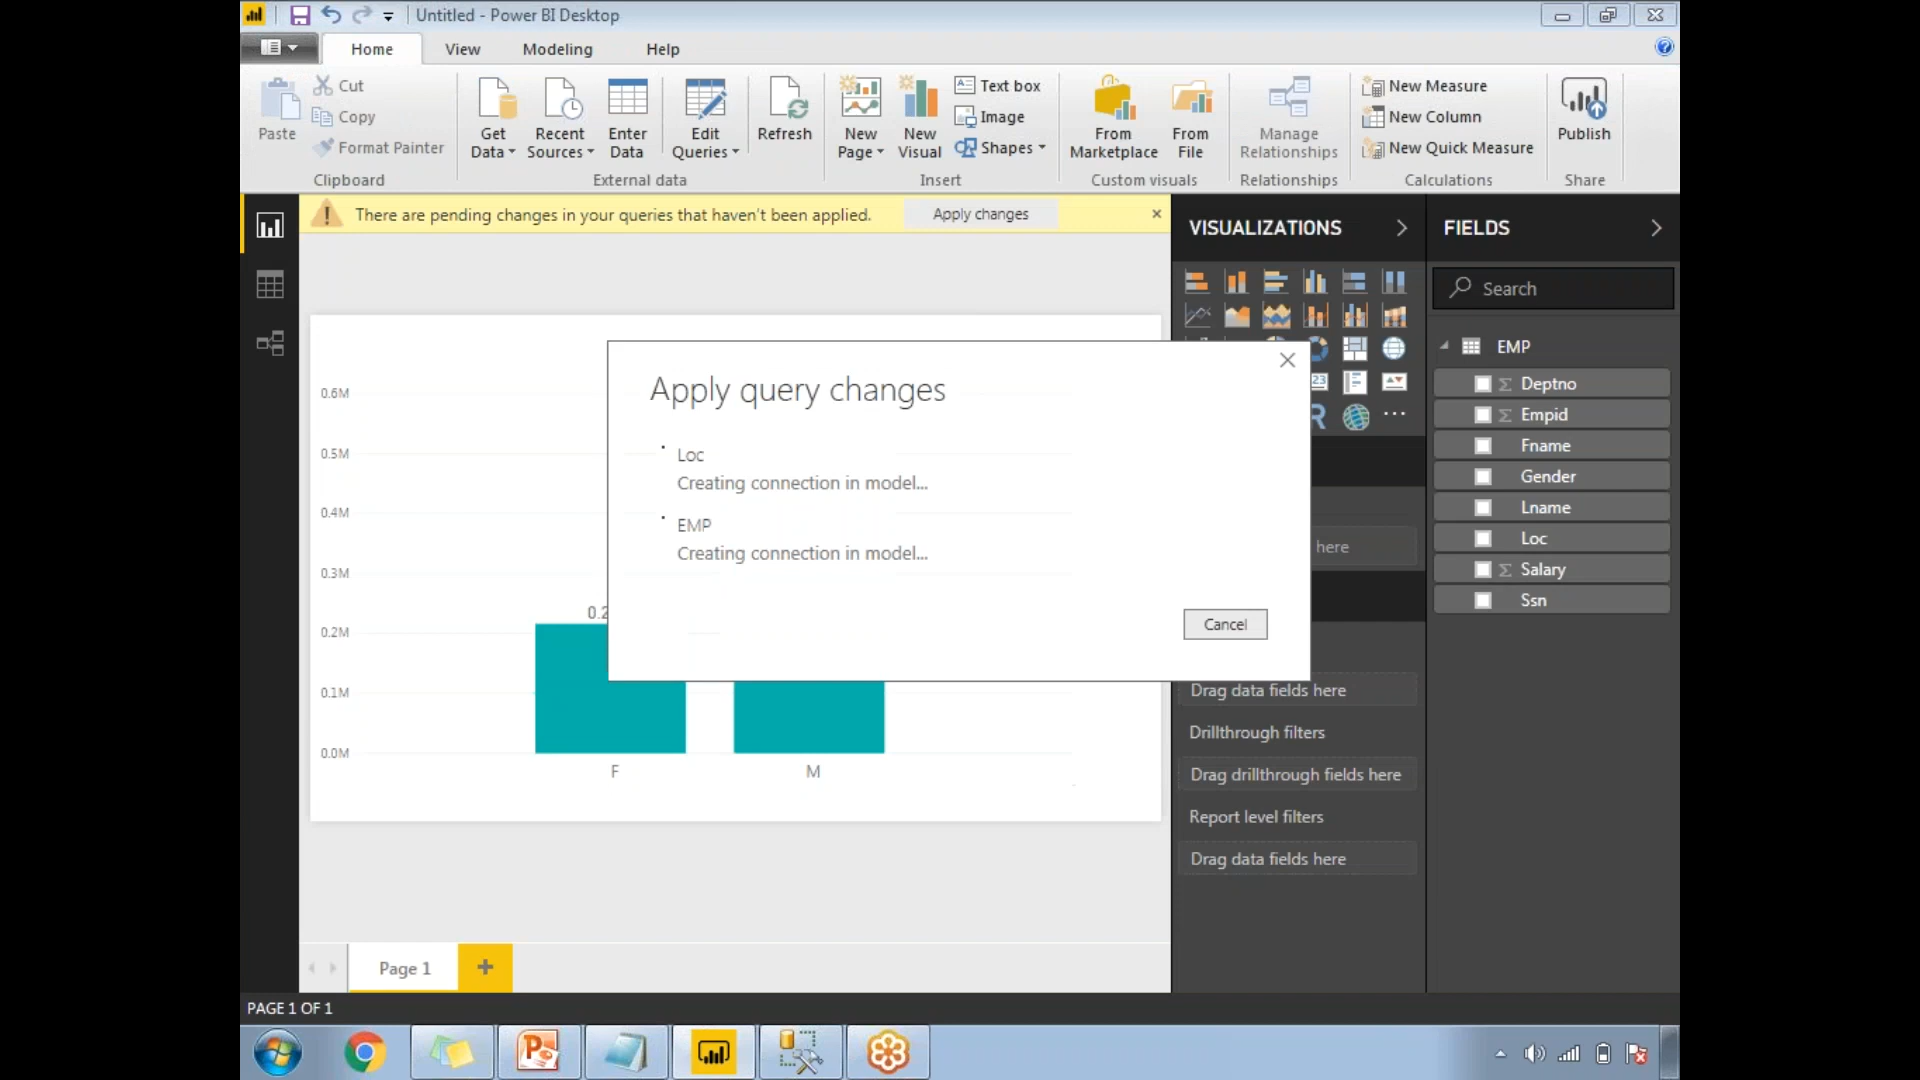 Untitled - Power BI Desktop
Home
View
Modeling
Help
Paste
Cut
Copy
Format Painter
Clipboard
Get Data
Recent Sources
Enter Data
Edit Queries
Refresh
External data
New Page
New Visual
Text box
Image
Shapes
Insert
From Marketplace
From File
Custom visuals
Manage Relationships
Relationships
New Measure
New Column
New Quick Measure
Calculations
Publish
Share
There are pending changes in your queries that haven't been applied.
Apply changes
VISUALIZATIONS
FIELDS
Search
EMP
Deptno
Empid
Fname
Gender
Lname
Loc
Salary
Ssn
Apply query changes
Loc
Creating connection in model...
EMP
Creating connection in model...
Cancel
0.6M
0.5M
0.4M
0.3M
0.2M
0.1M
0.0M
0.2
F
M
here
Drag data fields here
Drillthrough filters
Drag drillthrough fields here
Report level filters
Drag data fields here
Page 1
PAGE 1 OF 1